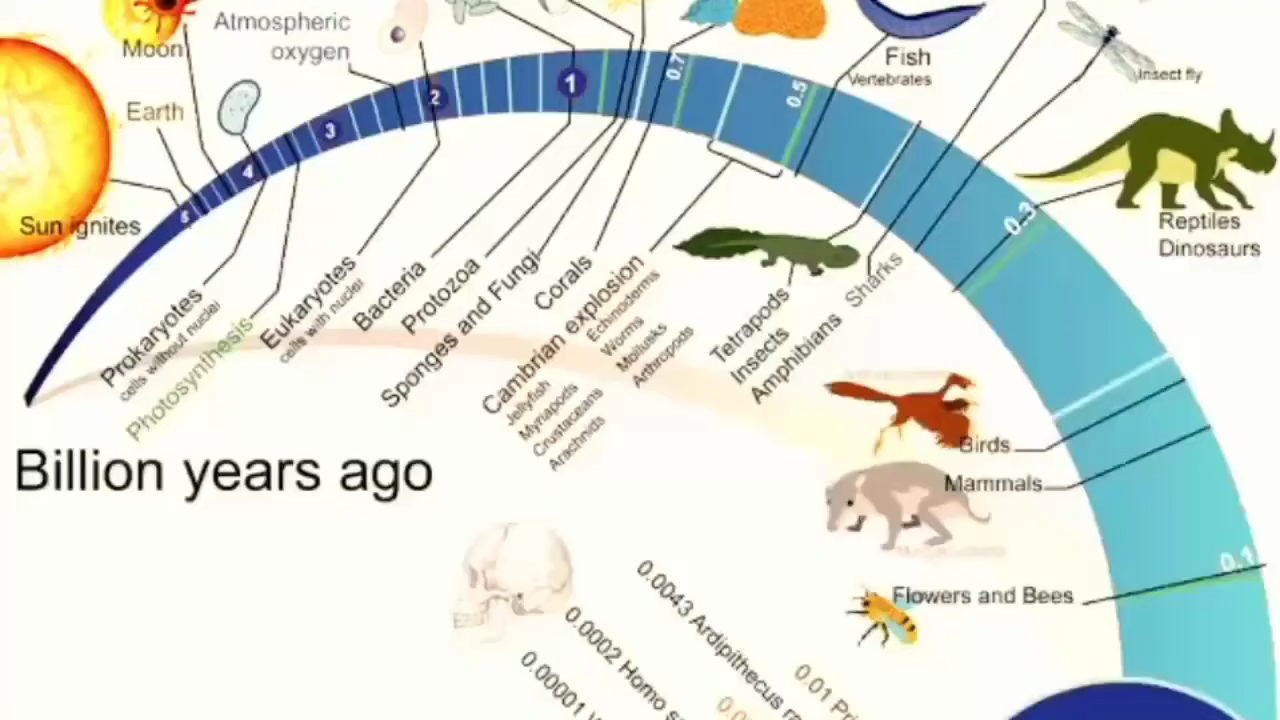 Moon
Atmospheric
oxygen
Earth
Sun ignites
5
4
3
2
1
0.7
0.5
0.3
0.1
Fish
Vertebrates
Insect fly
Reptiles
Dinosaurs
Prokaryotes
cells without nuclei
Photosynthesis
Eukaryotes
cells with nuclei
Bacteria
Protozoa
Sponges and Fungi
Corals
Cambrian explosion
Jellyfish
Myriapods
Crustaceans
Arachnids
Echinoderms
Worms
Mollusks
Arthropods
Tetrapods
Insects
Amphibians
Sharks
Birds
Mammals
Flowers and Bees
Billion years ago
0.0043 Ardipithecus
0.0002 Homo
0.00001
0.01